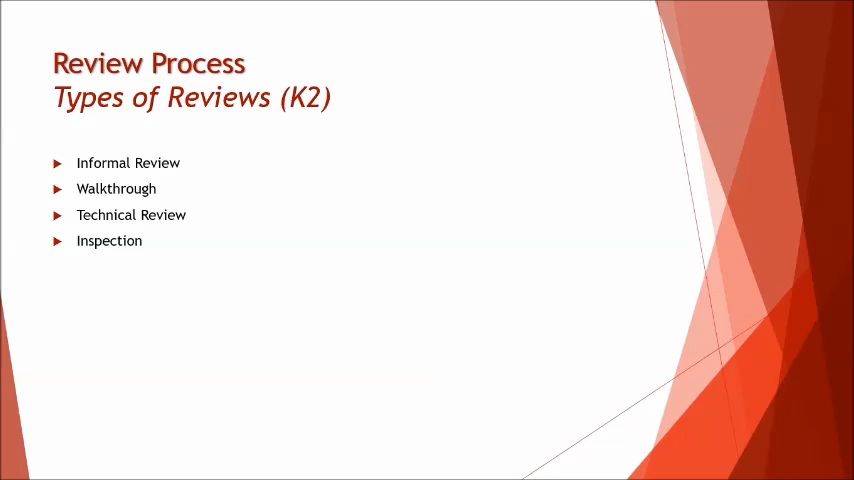 Review Process
Types of Reviews (K2)
Informal Review
Walkthrough
Technical Review
Inspection